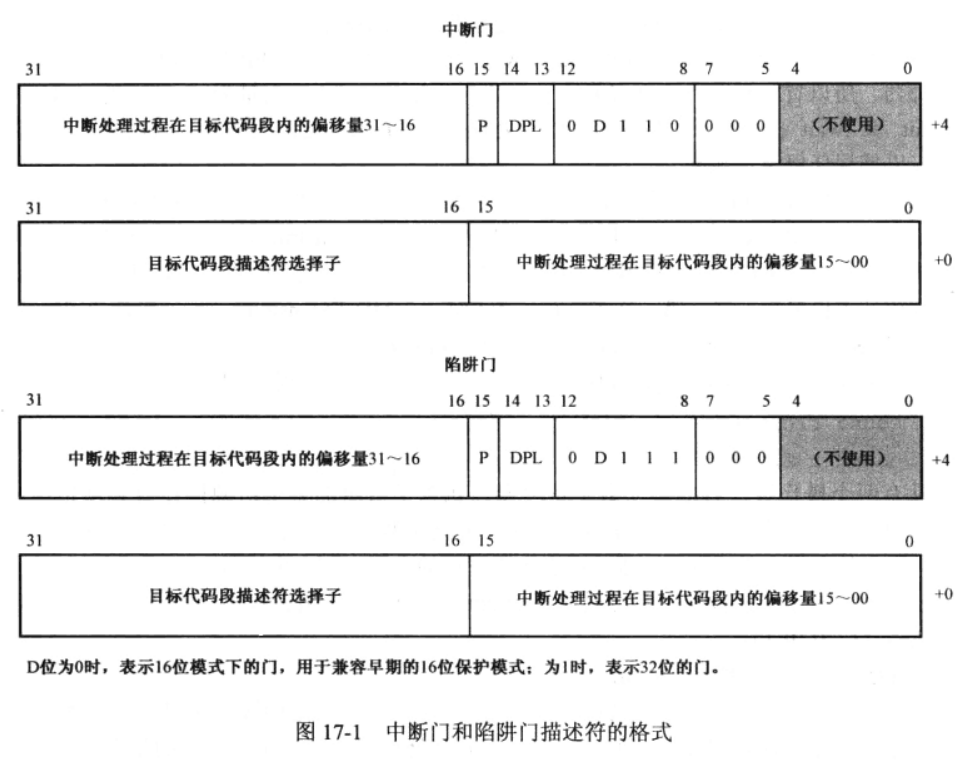 中断门
31 16 15 14 13 12 8 7 5 4 0
中断处理过程在目标代码段内的偏移量31～16 P DPL 0 D 1 1 0 0 0 0 （不使用） +4
31 16 15 0
目标代码段描述符选择子 中断处理过程在目标代码段内的偏移量15～00 +0
陷阱门
31 16 15 14 13 12 8 7 5 4 0
中断处理过程在目标代码段内的偏移量31～16 P DPL 0 D 1 1 1 0 0 0 （不使用） +4
31 16 15 0
目标代码段描述符选择子 中断处理过程在目标代码段内的偏移量15～00 +0
D位为0时，表示16位模式下的门，用于兼容早期的16位保护模式；为1时，表示32位的门。
图 17-1 中断门和陷阱门描述符的格式